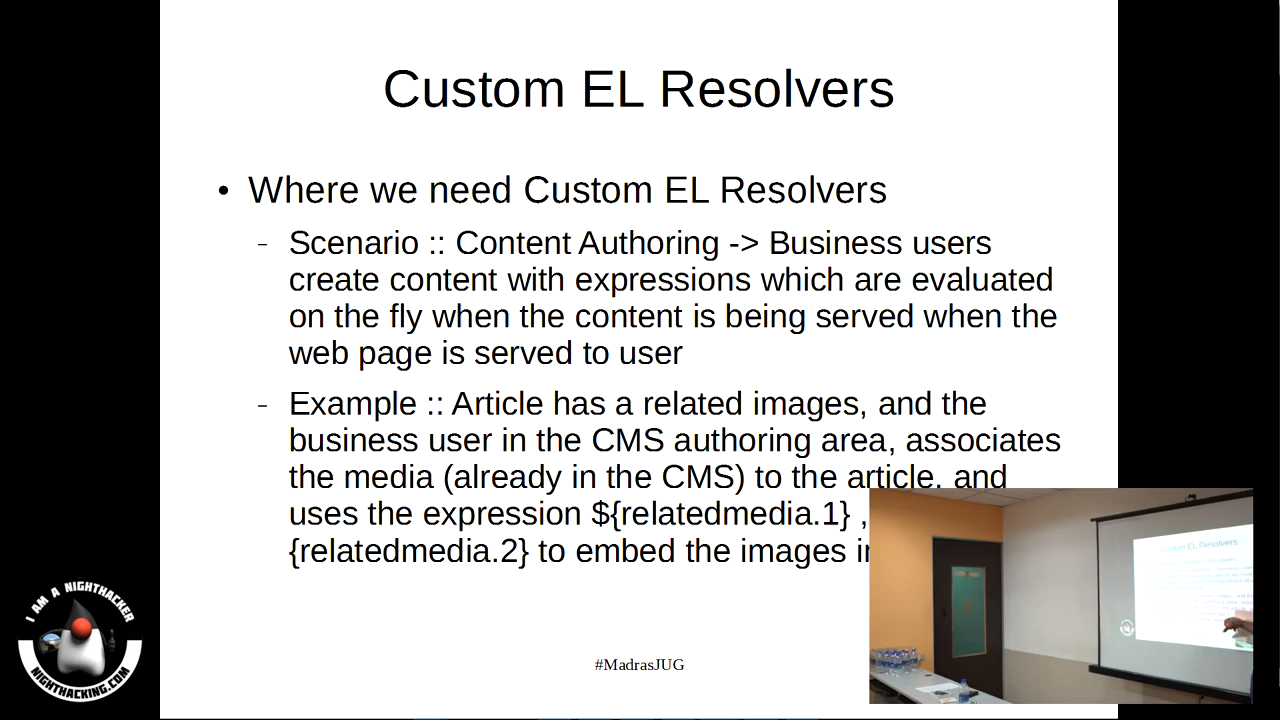 Custom EL Resolvers
• Where we need Custom EL Resolvers
– Scenario :: Content Authoring -> Business users
create content with expressions which are evaluated
on the fly when the content is being served when the
web page is served to user
– Example :: Article has a related images, and the
business user in the CMS authoring area, associates
the media (already in the CMS) to the article, and
uses the expression ${relatedmedia.1} ,
{relatedmedia.2} to embed the images
#MadrasJUG
I AM A NIGHTHACKER
NIGHTHACKING.COM
Custom EL Resolvers